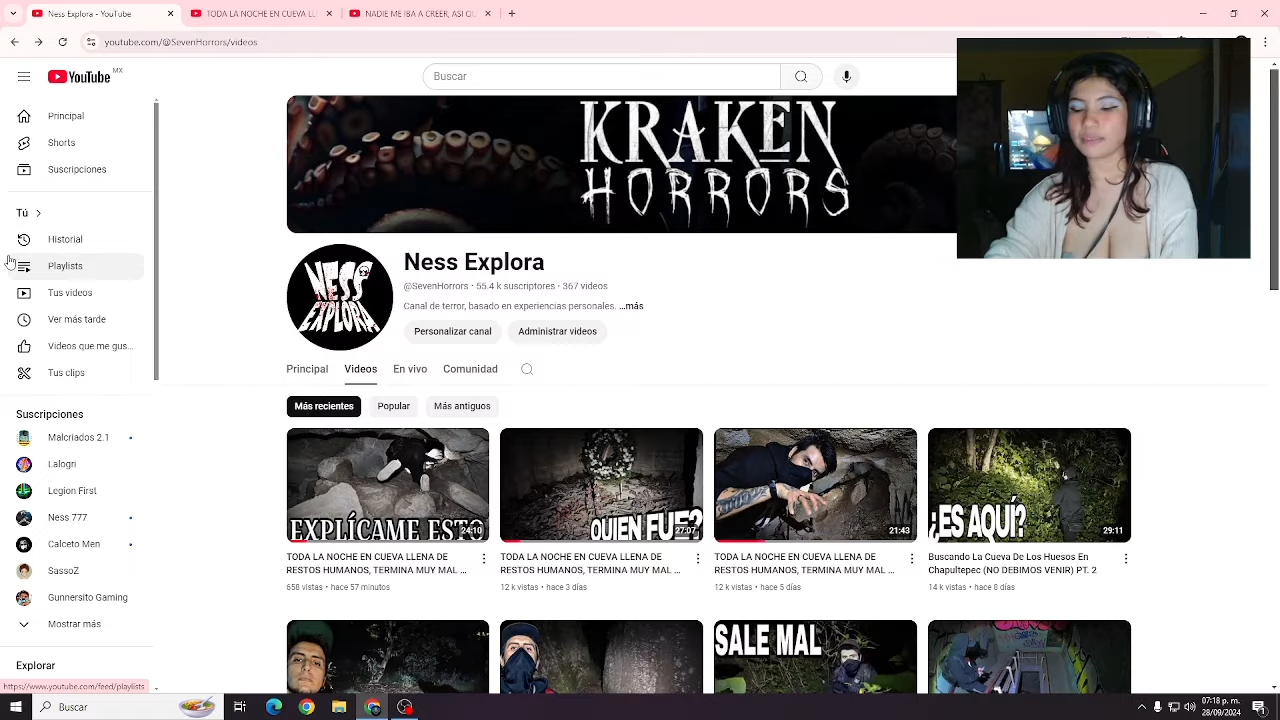 Ness Explora - YouTube
TODA LA NOCHE EN CUEVA LL
NADIE ME IBA A CREER, ASI QU
youtube.com/@SevenHorrors/videos
YouTube MX
Buscar
Principal
Shorts
Suscripciones
Tú
Historial
Playlists
Tus videos
Ver más tarde
Videos que me gus...
Tus clips
Suscripciones
Malcriados 2.1
Lalogri
Legion First
Ness 777
Calceto Men
SassoZ
Gunnersito Gaming
Mostrar más
Explorar
https://www.youtube.com/feed/playlists
KRAKEN
HORRORS
NESS
EXPLORA
Ness Explora
@SevenHorrors · 55.4 k suscriptores · 367 videos
Canal de terror, basado en experiencias personales. ...más
Personalizar canal
Administrar videos
Principal
Videos
En vivo
Comunidad
Más recientes
Popular
Más antiguos
EXPLÍCAME ESTO
24:10
QUIEN FUE?
27:07
21:43
¿ES AQUÍ?
29:11
TODA LA NOCHE EN CUEVA LLENA DE
RESTOS HUMANOS, TERMINA MUY MAL ...
658 vistas · hace 57 minutos
TODA LA NOCHE EN CUEVA LLENA DE
RESTOS HUMANOS, TERMINA MUY MAL ...
12 k vistas · hace 3 días
TODA LA NOCHE EN CUEVA LLENA DE
RESTOS HUMANOS, TERMINA MUY MAL ...
12 k vistas · hace 5 días
Buscando La Cueva De Los Huesos En
Chapultepec (NO DEBIMOS VENIR) PT. 2
14 k vistas · hace 8 días
SALE MAL
Buscar
07:18 p. m.
28/09/2024